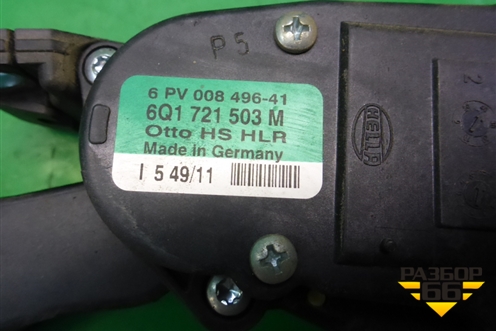 P5
6 PV 008 496-41
6Q1 721 503 M
Otto HS HLR
Made in Germany
I 5 49/11
HELLA
РАЗБОР
66